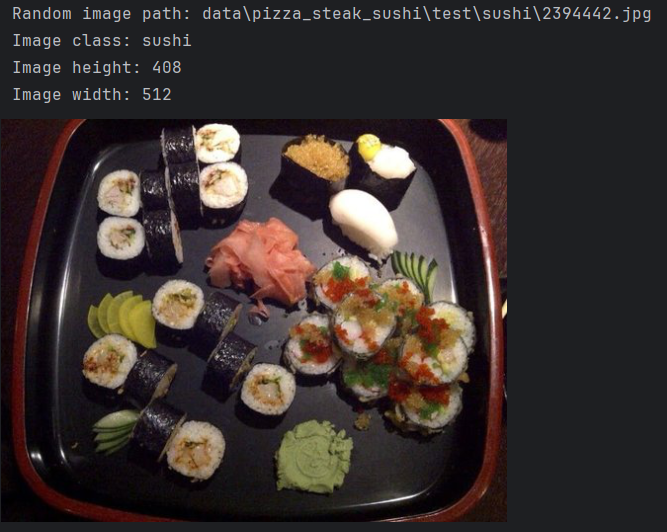 Random image path: data\pizza_steak_sushi\test\sushi\2394442.jpg
Image class: sushi
Image height: 408
Image width: 512